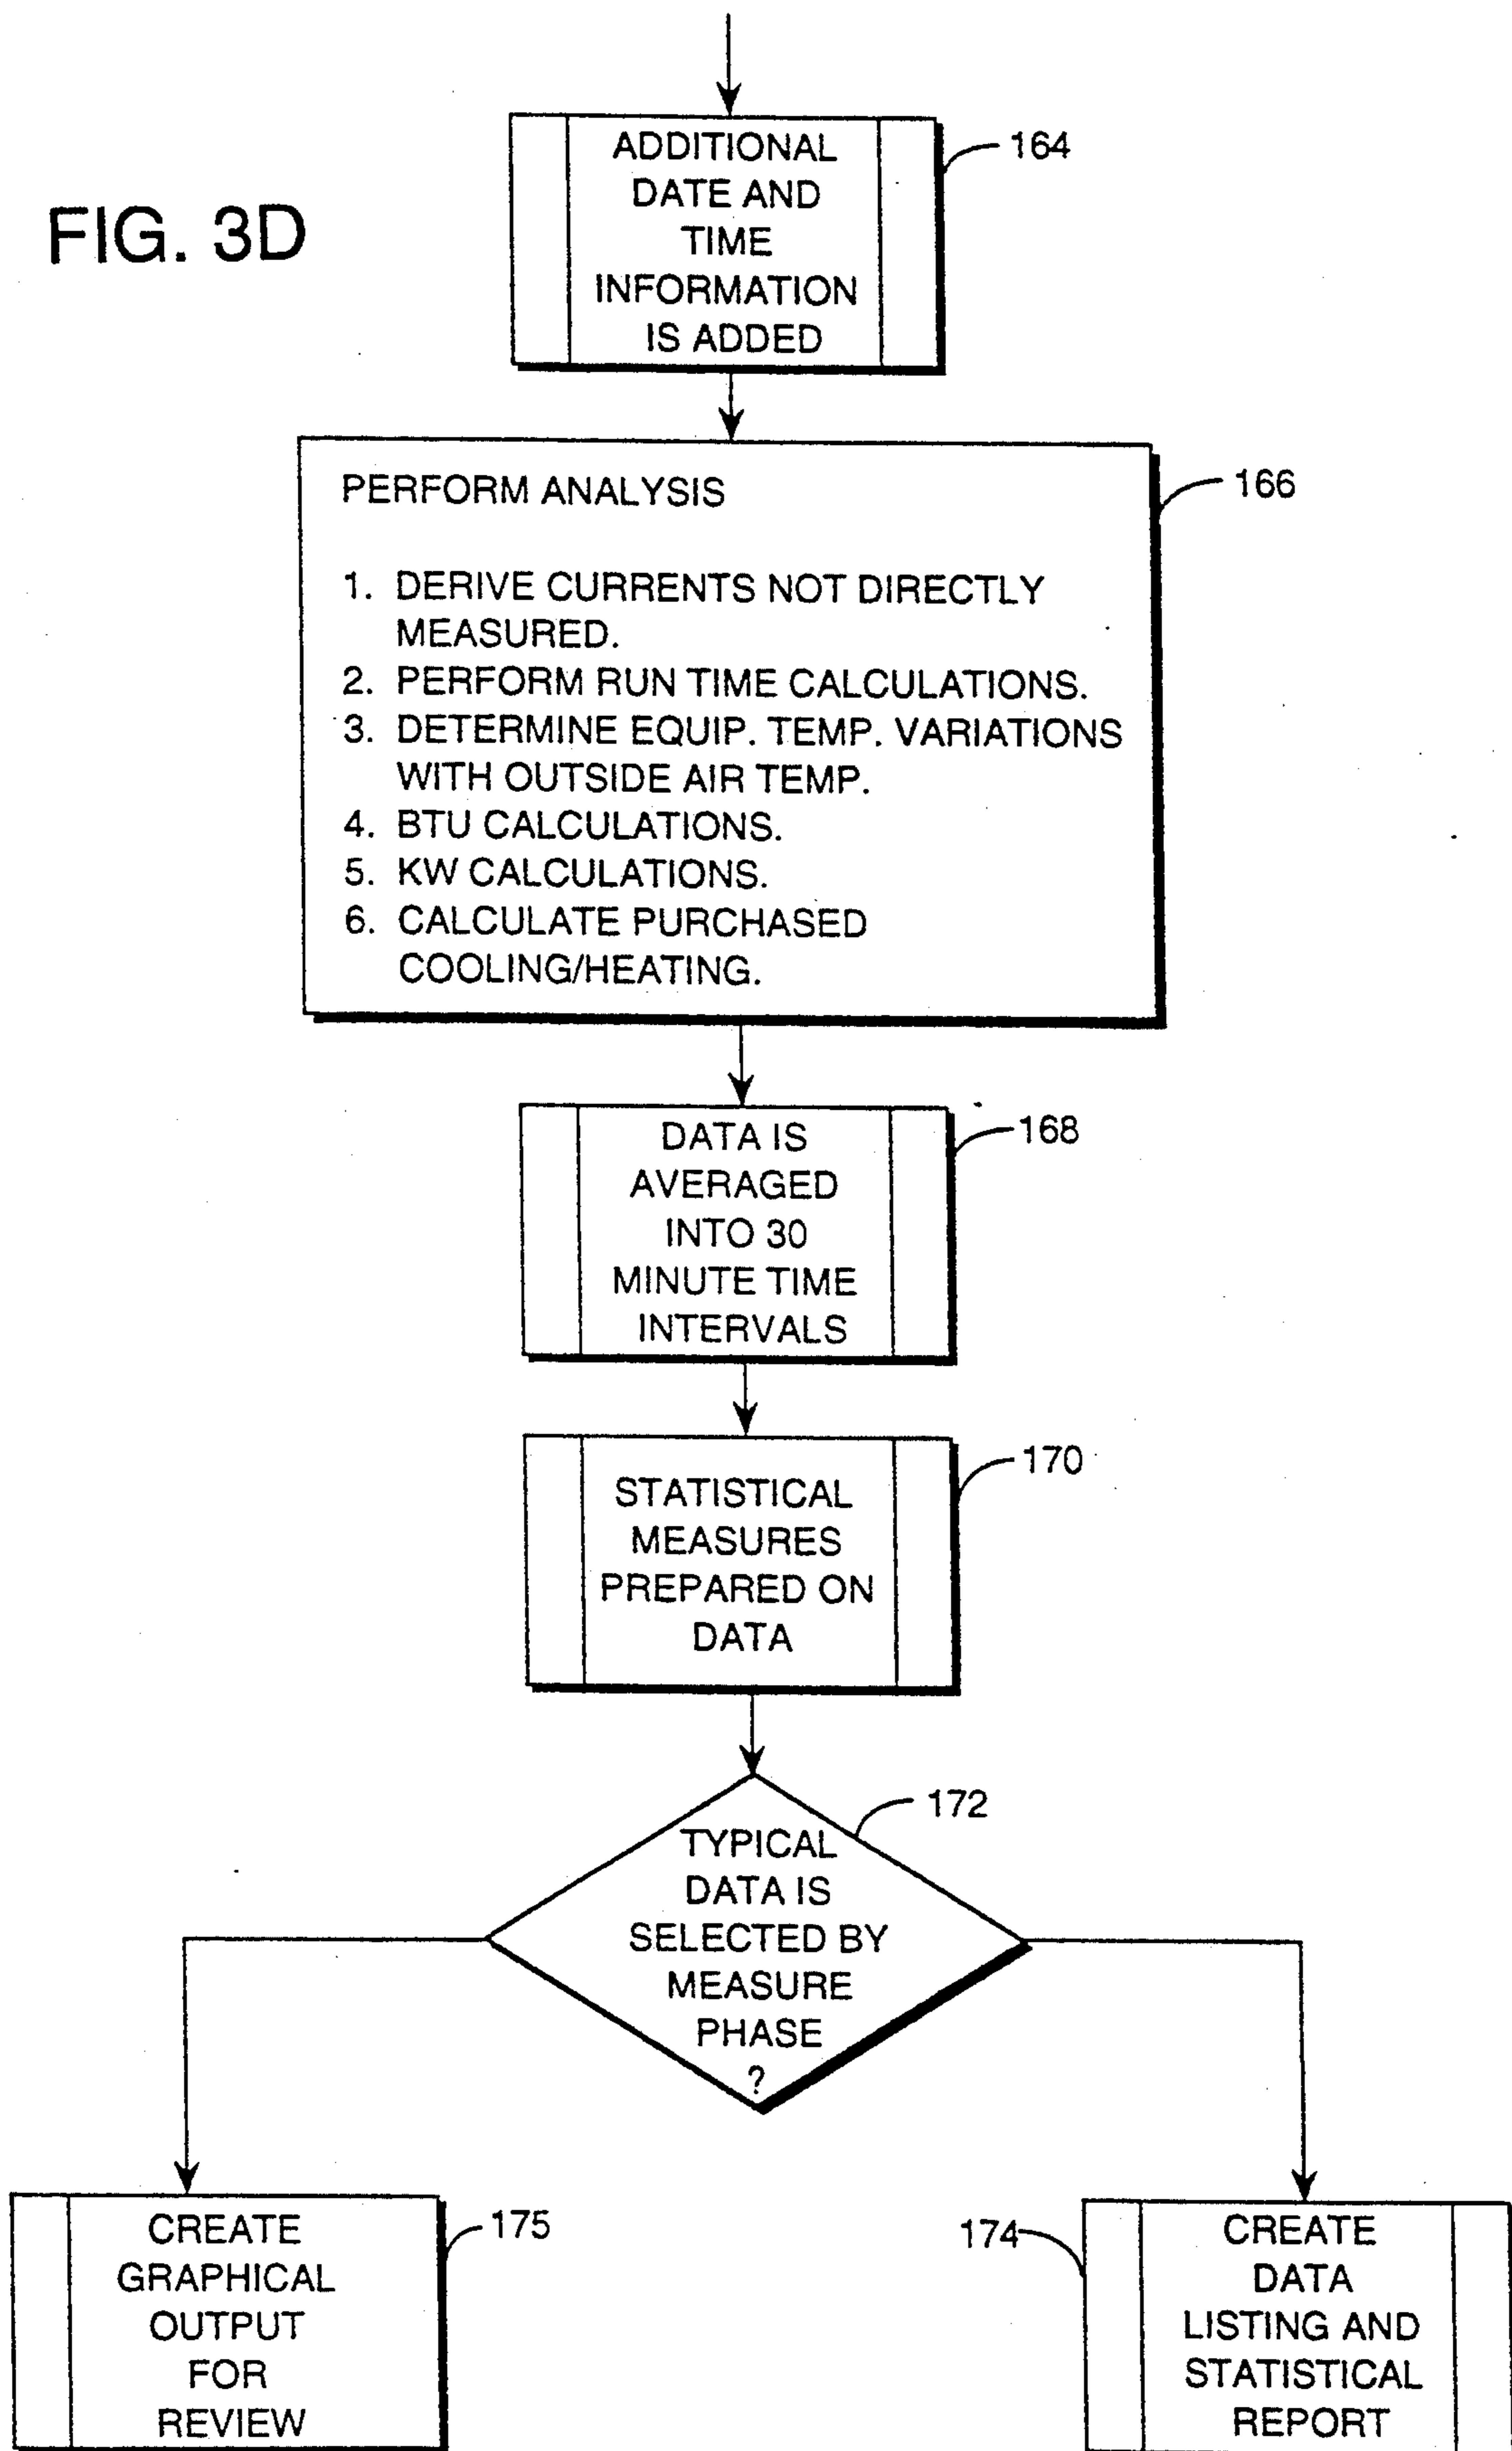 FIG. 3D
ADDITIONAL
DATE AND
TIME
INFORMATION
IS ADDED
164
PERFORM ANALYSIS
166
1. DERIVE CURRENTS NOT DIRECTLY
MEASURED.
2. PERFORM RUN TIME CALCULATIONS.
3. DETERMINE EQUIP. TEMP. VARIATIONS
WITH OUTSIDE AIR TEMP.
4. BTU CALCULATIONS.
5. KW CALCULATIONS.
6. CALCULATE PURCHASED
COOLING/HEATING.
DATA IS
AVERAGED
INTO 30
MINUTE TIME
INTERVALS
168
STATISTICAL
MEASURES
PREPARED ON
DATA
170
TYPICAL
DATA IS
SELECTED BY
MEASURE
PHASE
?
172
CREATE
GRAPHICAL
OUTPUT
FOR
REVIEW
175
174
CREATE
DATA
LISTING AND
STATISTICAL
REPORT